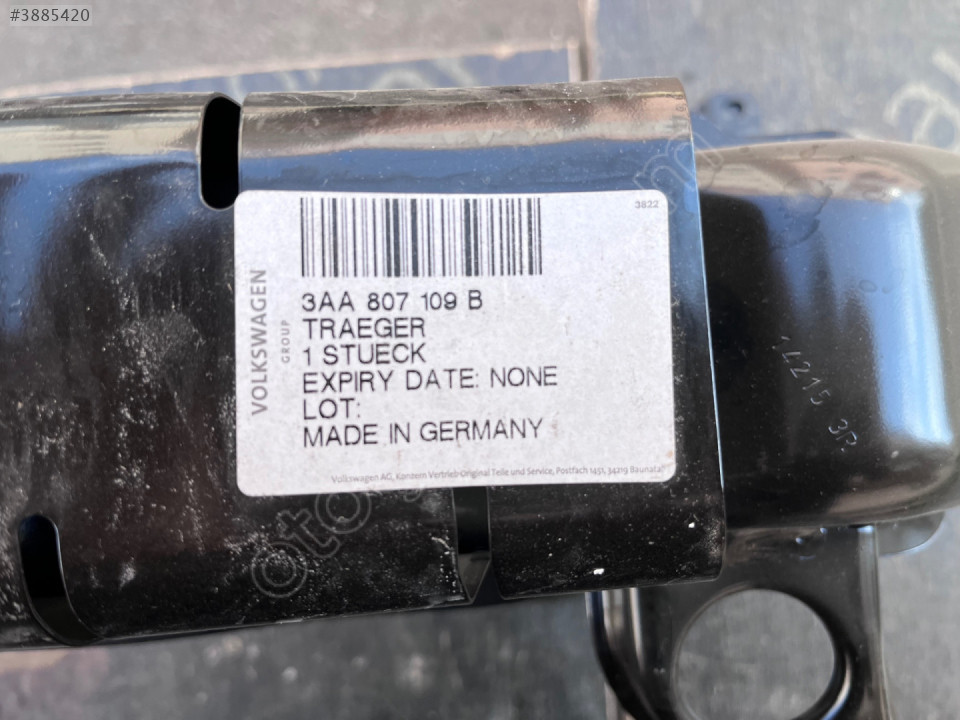 #3885420
3822
VOLKSWAGEN
GROUP
3AA 807 109 B
TRAEGER
1 STUECK
EXPIRY DATE: NONE
LOT:
MADE IN GERMANY
Volkswagen AG, Konzern Vertrieb Original Teile und Service, Postfach 1451, 34219 Baunatal
3R